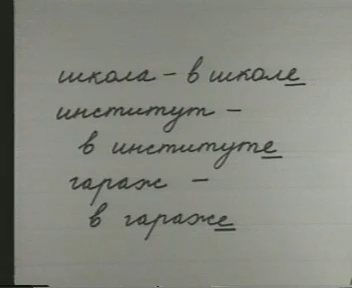 школа – в школе
институт –
в институте
гараж –
в гараже